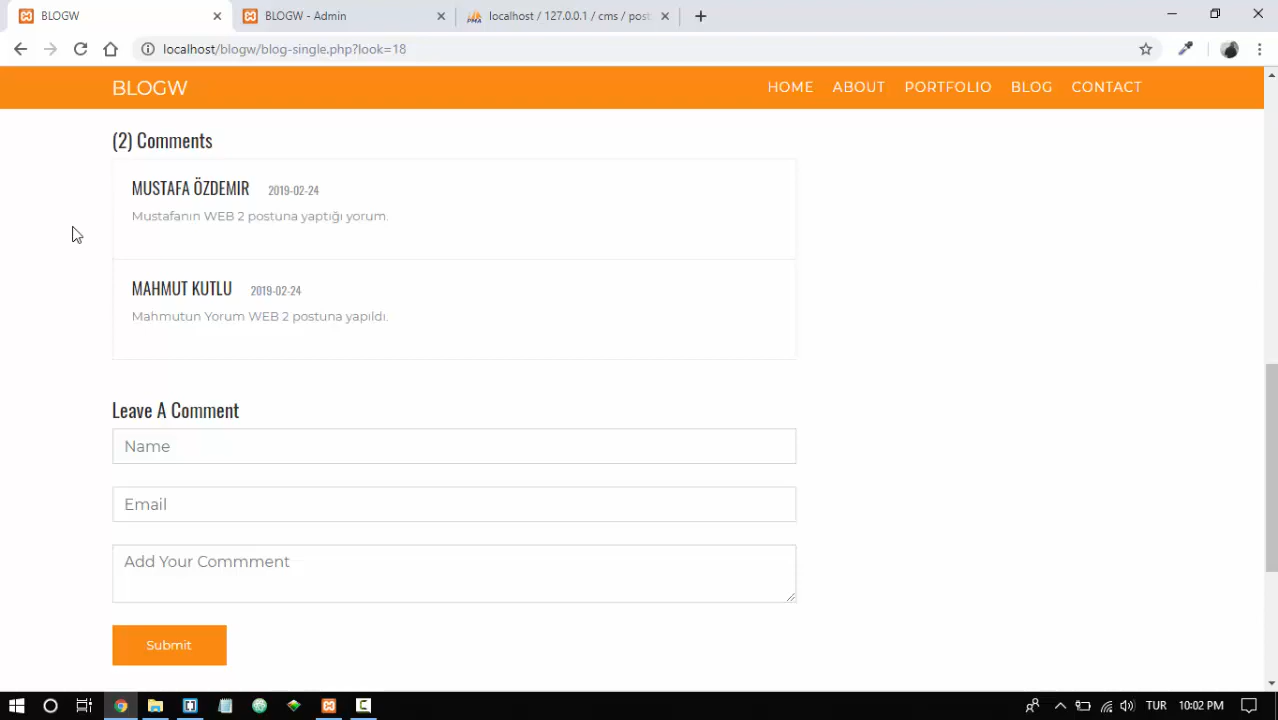 BLOGW
BLOGW - Admin
localhost / 127.0.0.1 / cms / post
localhost/blogw/blog-single.php?look=18
BLOGW
HOME ABOUT PORTFOLIO BLOG CONTACT
(2) Comments
MUSTAFA ÖZDEMIR 2019-02-24
Mustafanın WEB 2 postuna yaptığı yorum.
MAHMUT KUTLU 2019-02-24
Mahmutun Yorum WEB 2 postuna yapıldı.
Leave A Comment
Name
Email
Add Your Commment
Submit
TUR 10:02 PM